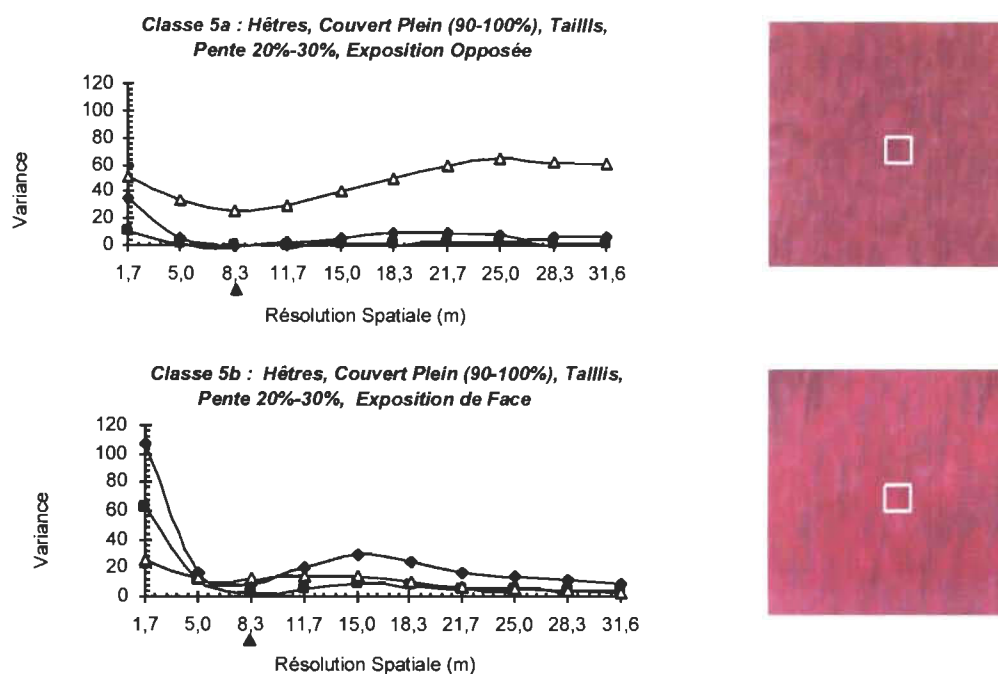 Classe 5a : Hêtres, Couvert Plein (90-100%), Taillis,
Pente 20%-30%, Exposition Opposée
Variance
120
100
80
60
40
20
0
1,7 5,0 8,3 11,7 15,0 18,3 21,7 25,0 28,3 31,6
Résolution Spatiale (m)
Classe 5b : Hêtres, Couvert Plein (90-100%), Taillis,
Pente 20%-30%, Exposition de Face
Variance
120
100
80
60
40
20
0
1,7 5,0 8,3 11,7 15,0 18,3 21,7 25,0 28,3 31,6
Résolution Spatiale (m)